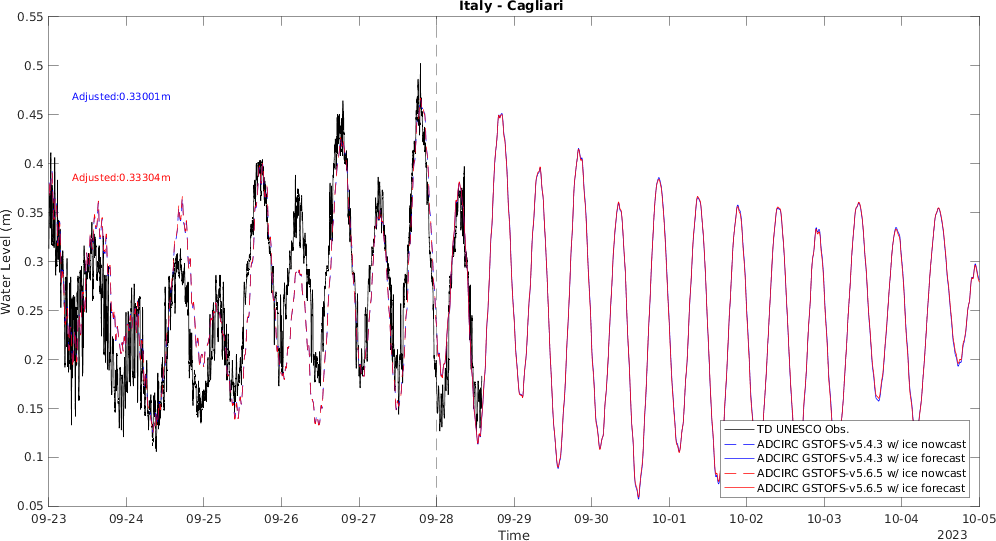 Italy - Cagliari
0.55
0.5
0.45
0.4
0.35
0.3
0.25
0.2
0.15
0.1
0.05
Water Level (m)
Adjusted:0.33001m
Adjusted:0.33304m
TD UNESCO Obs.
ADCIRC GSTOFS-v5.4.3 w/ ice nowcast
ADCIRC GSTOFS-v5.4.3 w/ ice forecast
ADCIRC GSTOFS-v5.6.5 w/ ice nowcast
ADCIRC GSTOFS-v5.6.5 w/ ice forecast
09-23 09-24 09-25 09-26 09-27 09-28 09-29 09-30 10-01 10-02 10-03 10-04 10-05
Time
2023